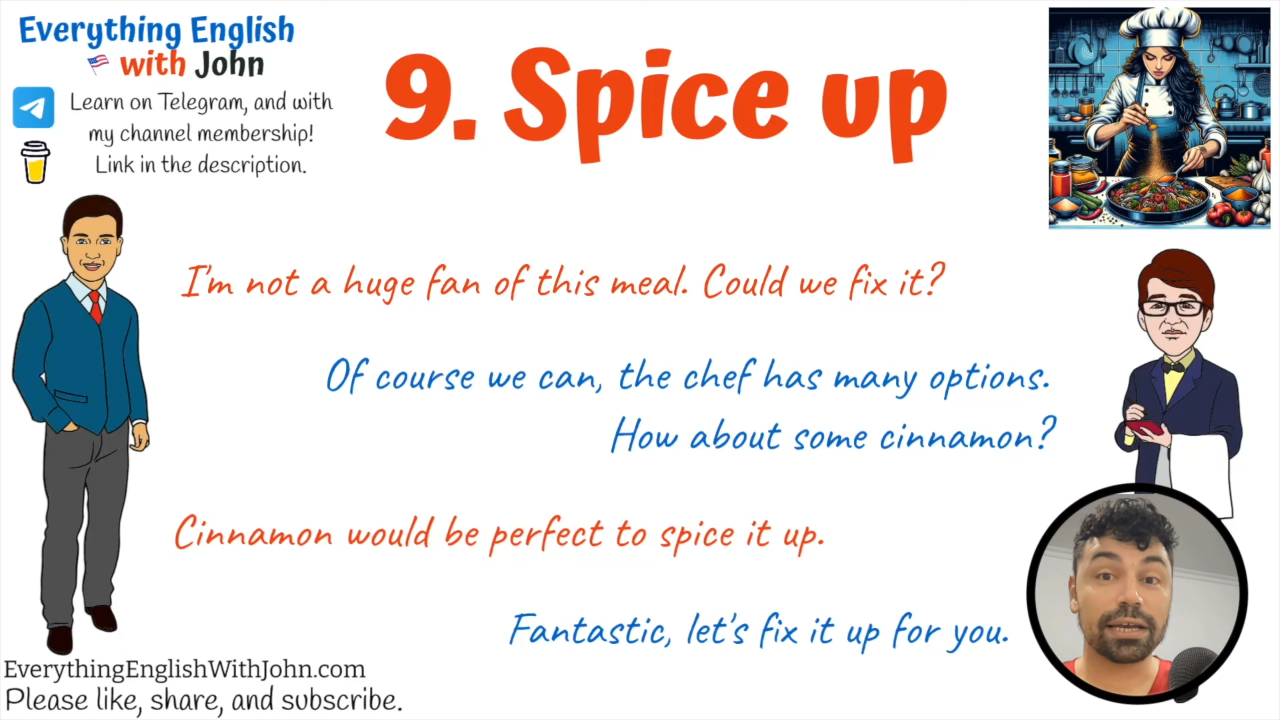 Everything English
with John
Learn on Telegram, and with
my channel membership!
Link in the description.
9. Spice up
I'm not a huge fan of this meal. Could we fix it?
Of course we can, the chef has many options.
How about some cinnamon?
Cinnamon would be perfect to spice it up.
Fantastic, let's fix it up for you.
EverythingEnglishWithJohn.com
Please like, share, and subscribe.